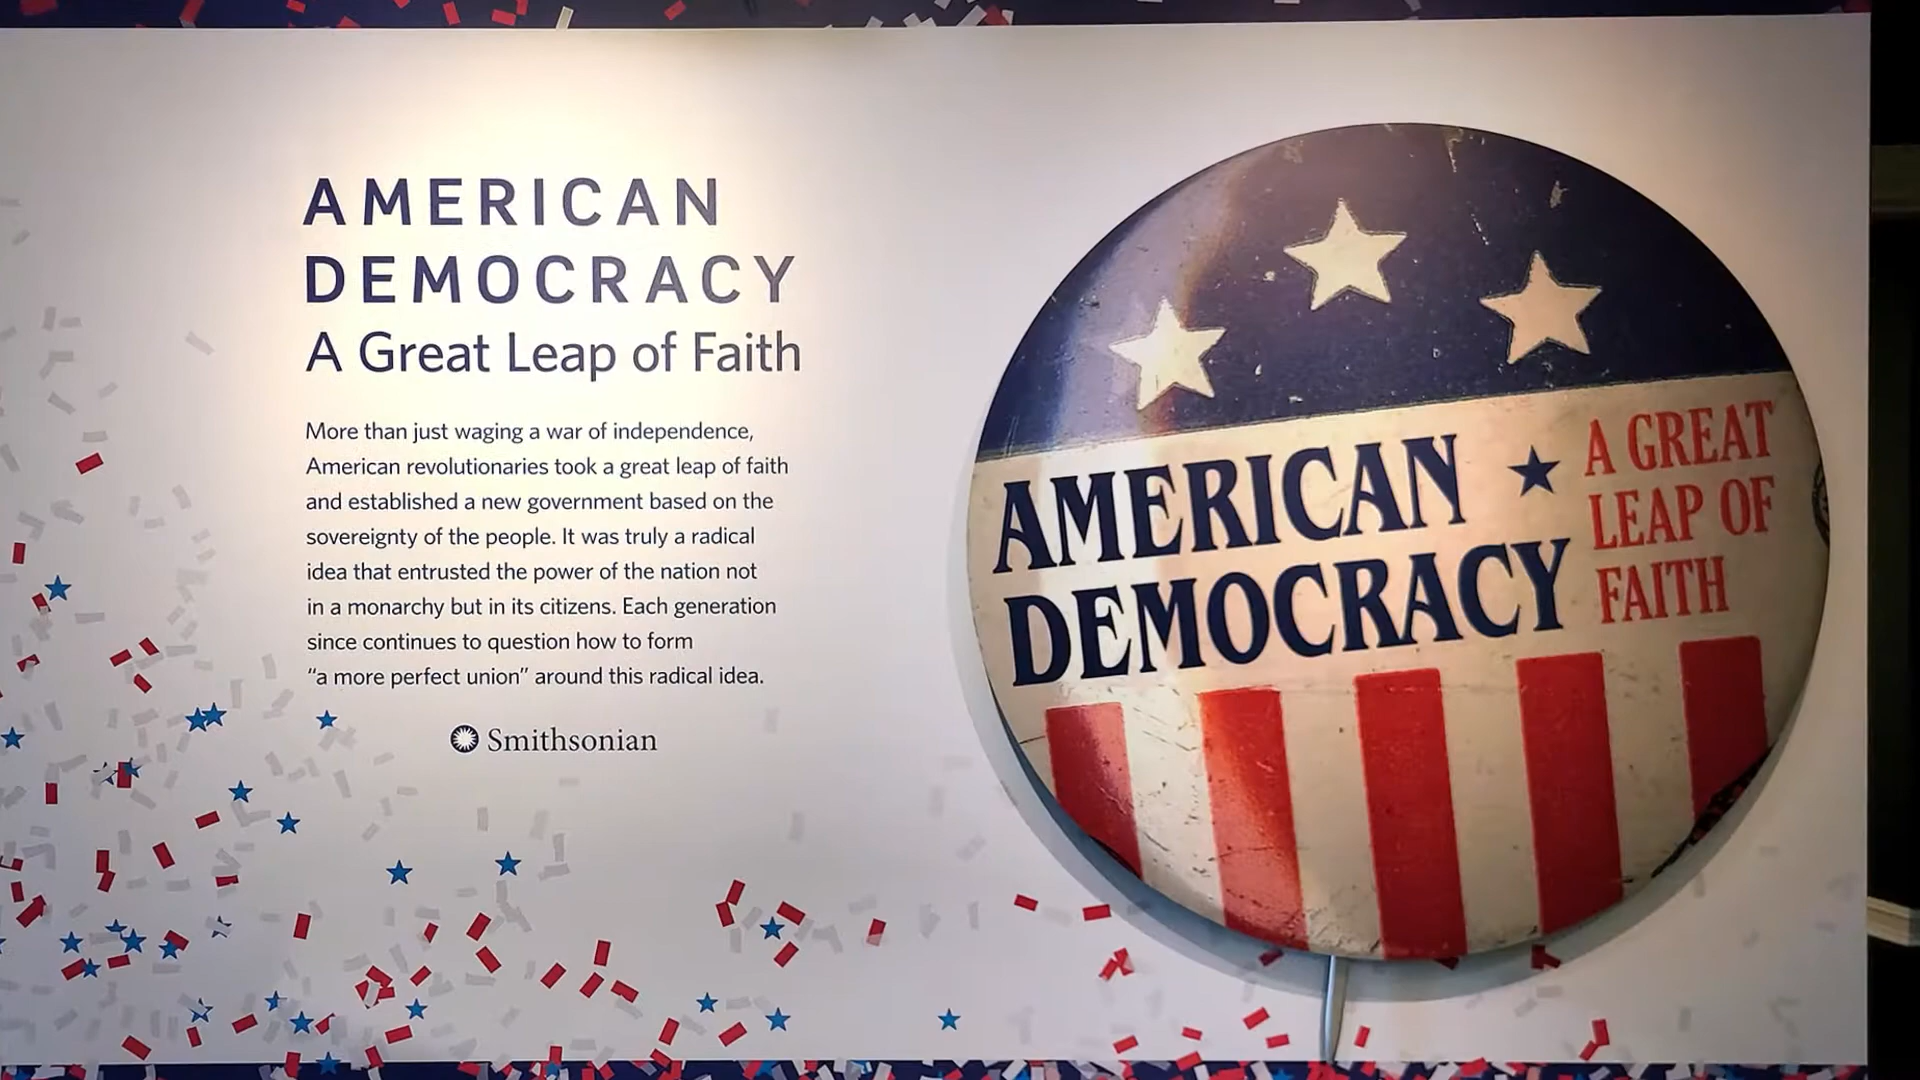 AMERICAN
DEMOCRACY
A Great Leap of Faith
More than just waging a war of independence,
American revolutionaries took a great leap of faith
and established a new government based on the
sovereignty of the people. It was truly a radical
idea that entrusted the power of the nation not
in a monarchy but in its citizens. Each generation
since continues to question how to form
“a more perfect union” around this radical idea.
Smithsonian
AMERICAN ★
DEMOCRACY
A GREAT
LEAP OF
FAITH